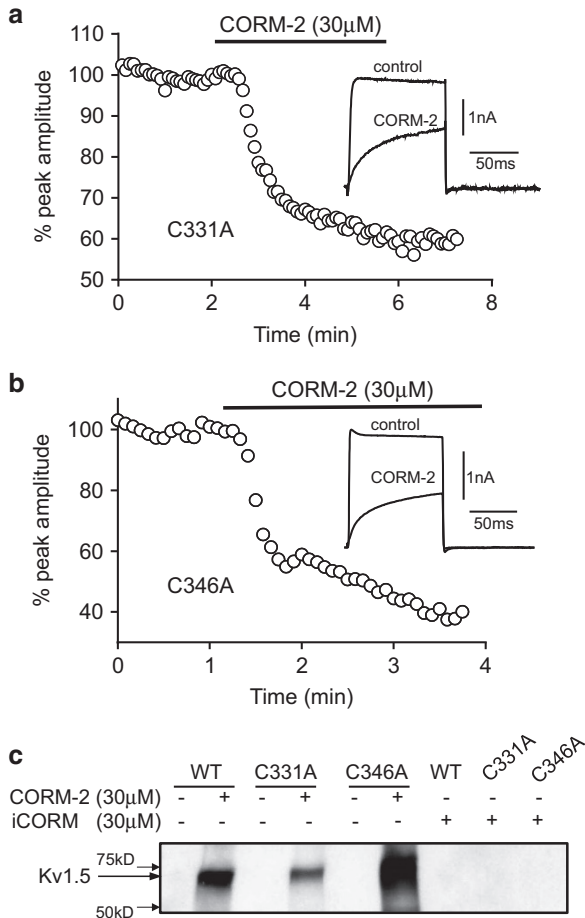 a
CORM-2 (30μM)
110
100
90
80
70
60
50
% peak amplitude
control
CORM-2
1nA
50ms
C331A
0 2 4 6 8
Time (min)
b
CORM-2 (30μM)
100
80
60
40
% peak amplitude
control
CORM-2
1nA
50ms
C346A
0 1 2 3 4
Time (min)
c
WT C331A C346A WT C331A C346A
CORM-2 (30μM) - + - + - + - - -
iCORM (30μM) - - - - - - + + +
75kD
Kv1.5
50kD